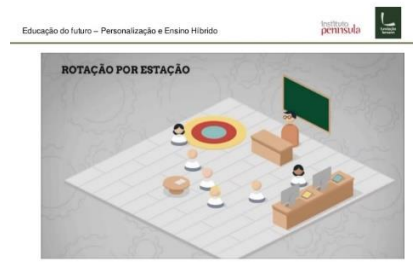 Educação do futuro – Personalização e Ensino Híbrido
Instituto
península
ROTAÇÃO POR ESTAÇÃO